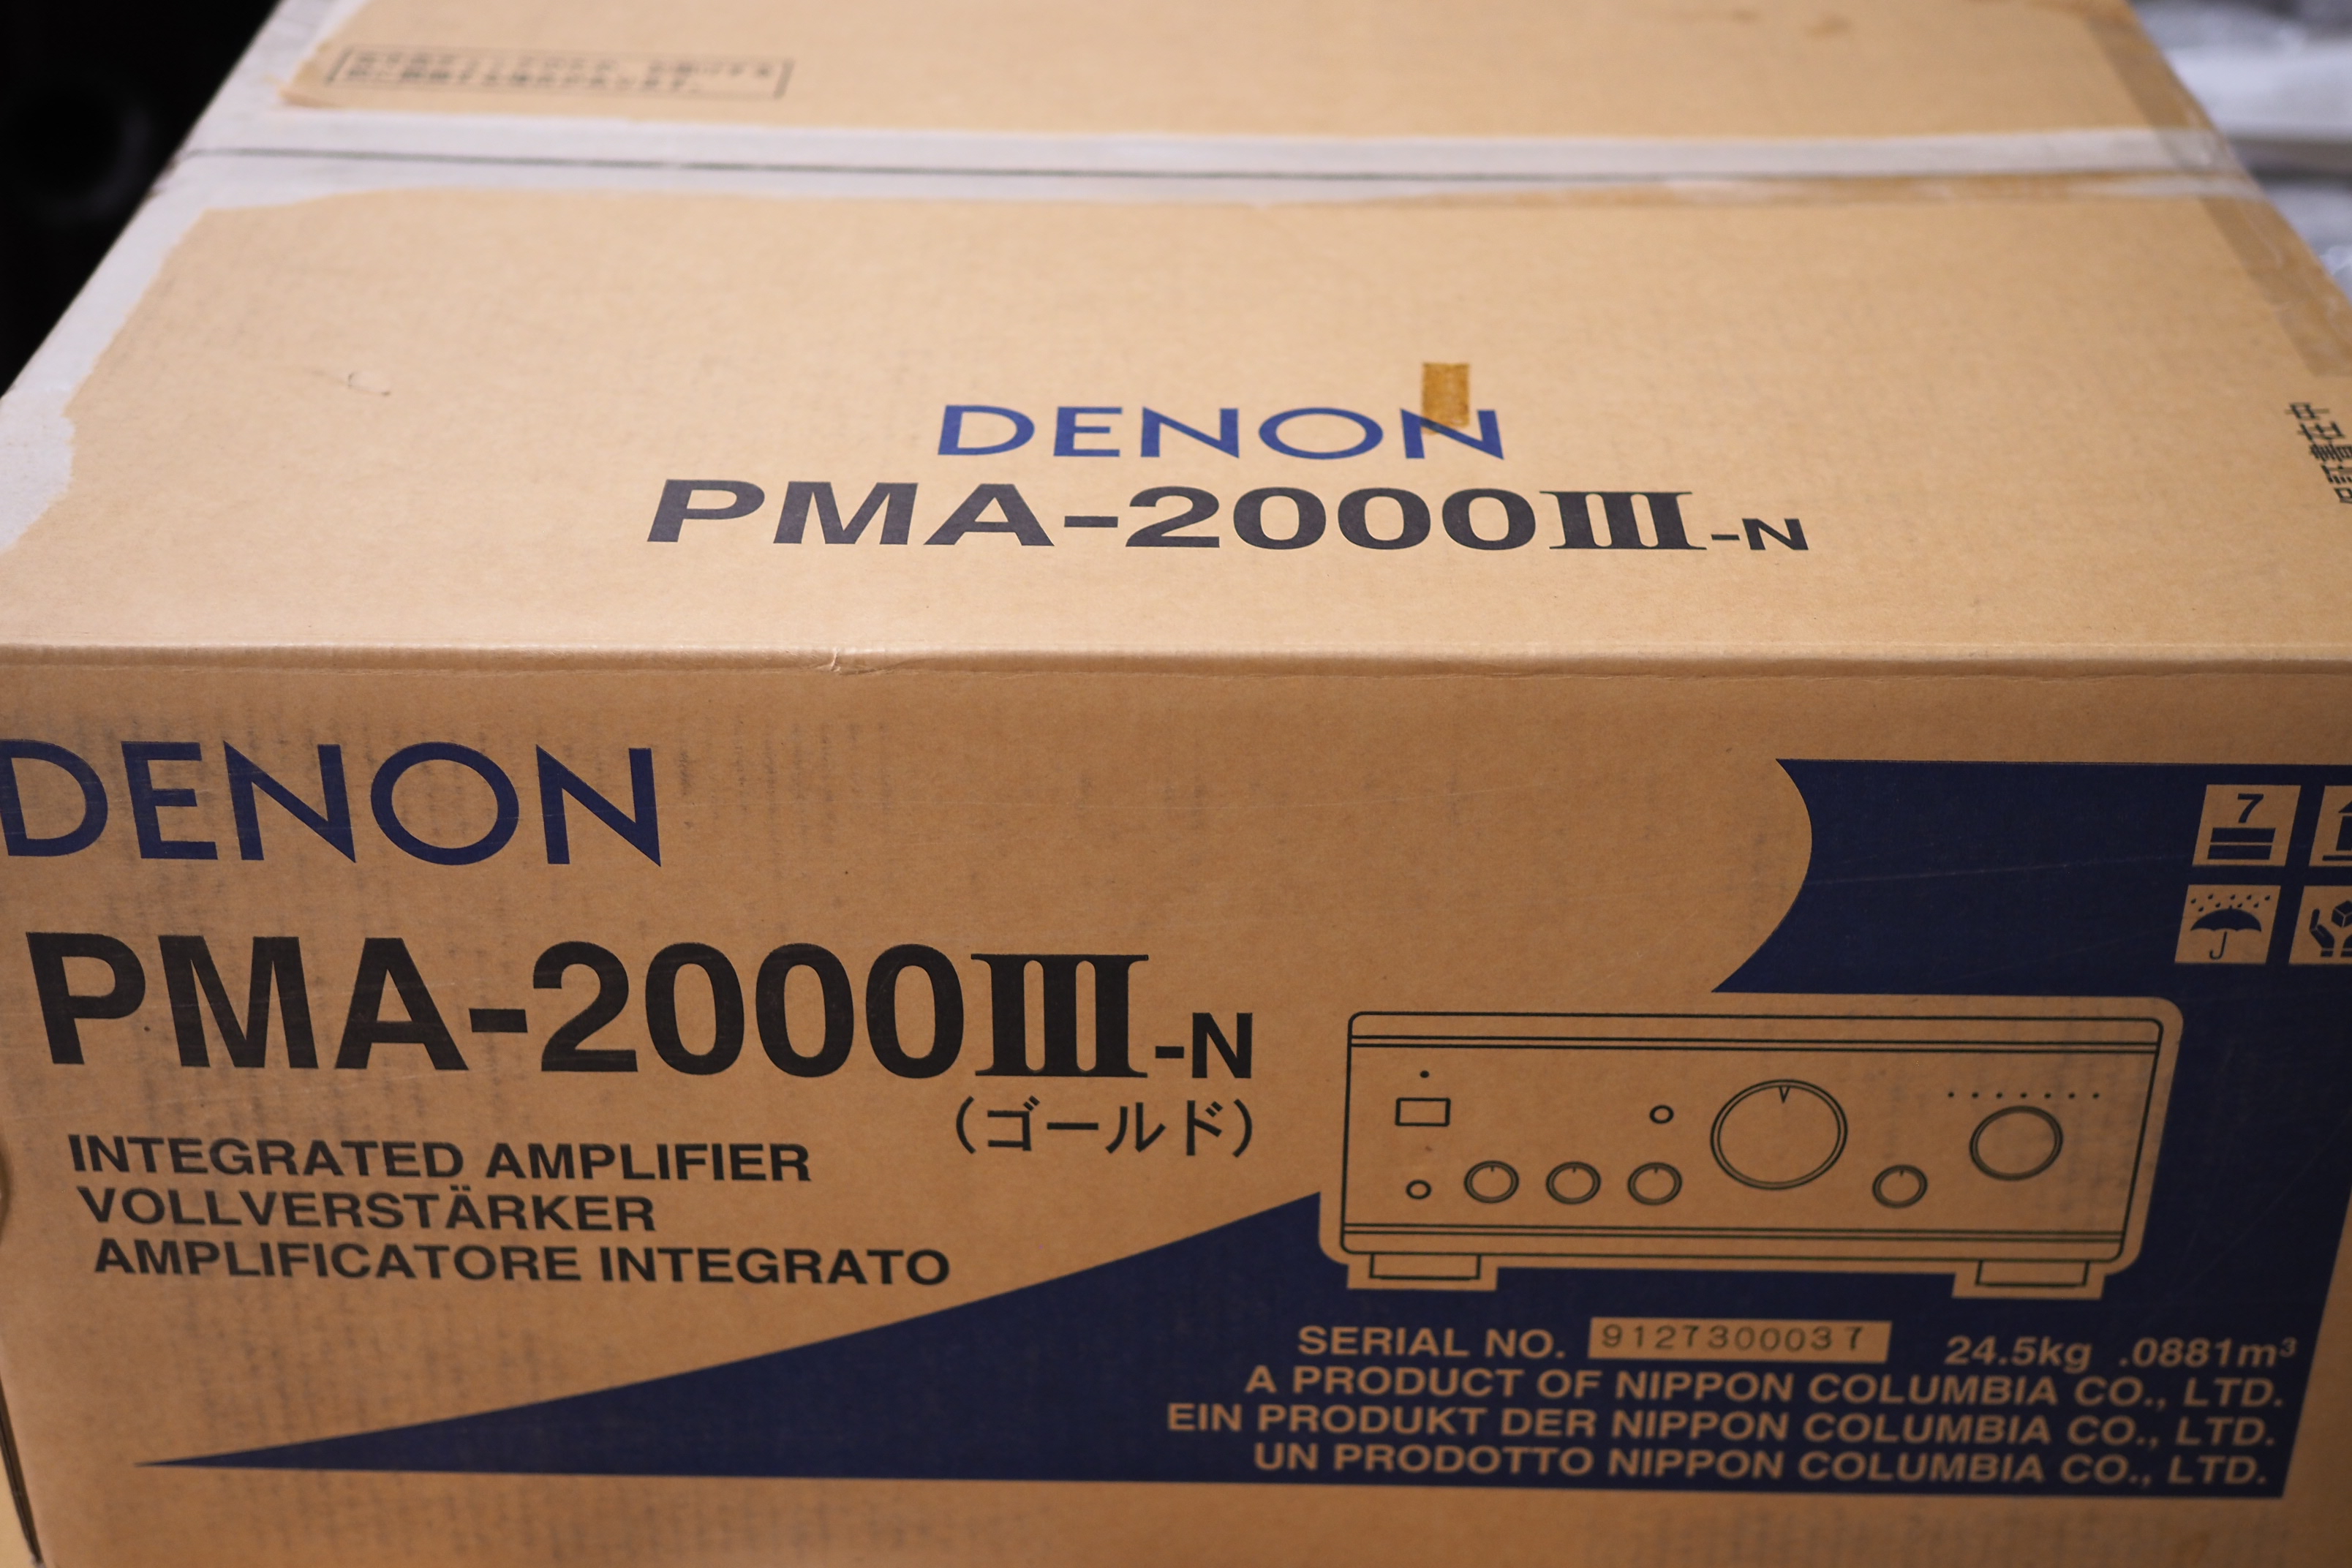 DENON
PMA-2000III-N
DENON
PMA-2000III-N
(ゴールド)
INTEGRATED AMPLIFIER
VOLLVERSTÄRKER
AMPLIFICATORE INTEGRATO
7
SERIAL NO. 9127300037 24.5kg .0881m³
A PRODUCT OF NIPPON COLUMBIA CO., LTD.
EIN PRODUKT DER NIPPON COLUMBIA CO., LTD.
UN PRODOTTO NIPPON COLUMBIA CO., LTD.